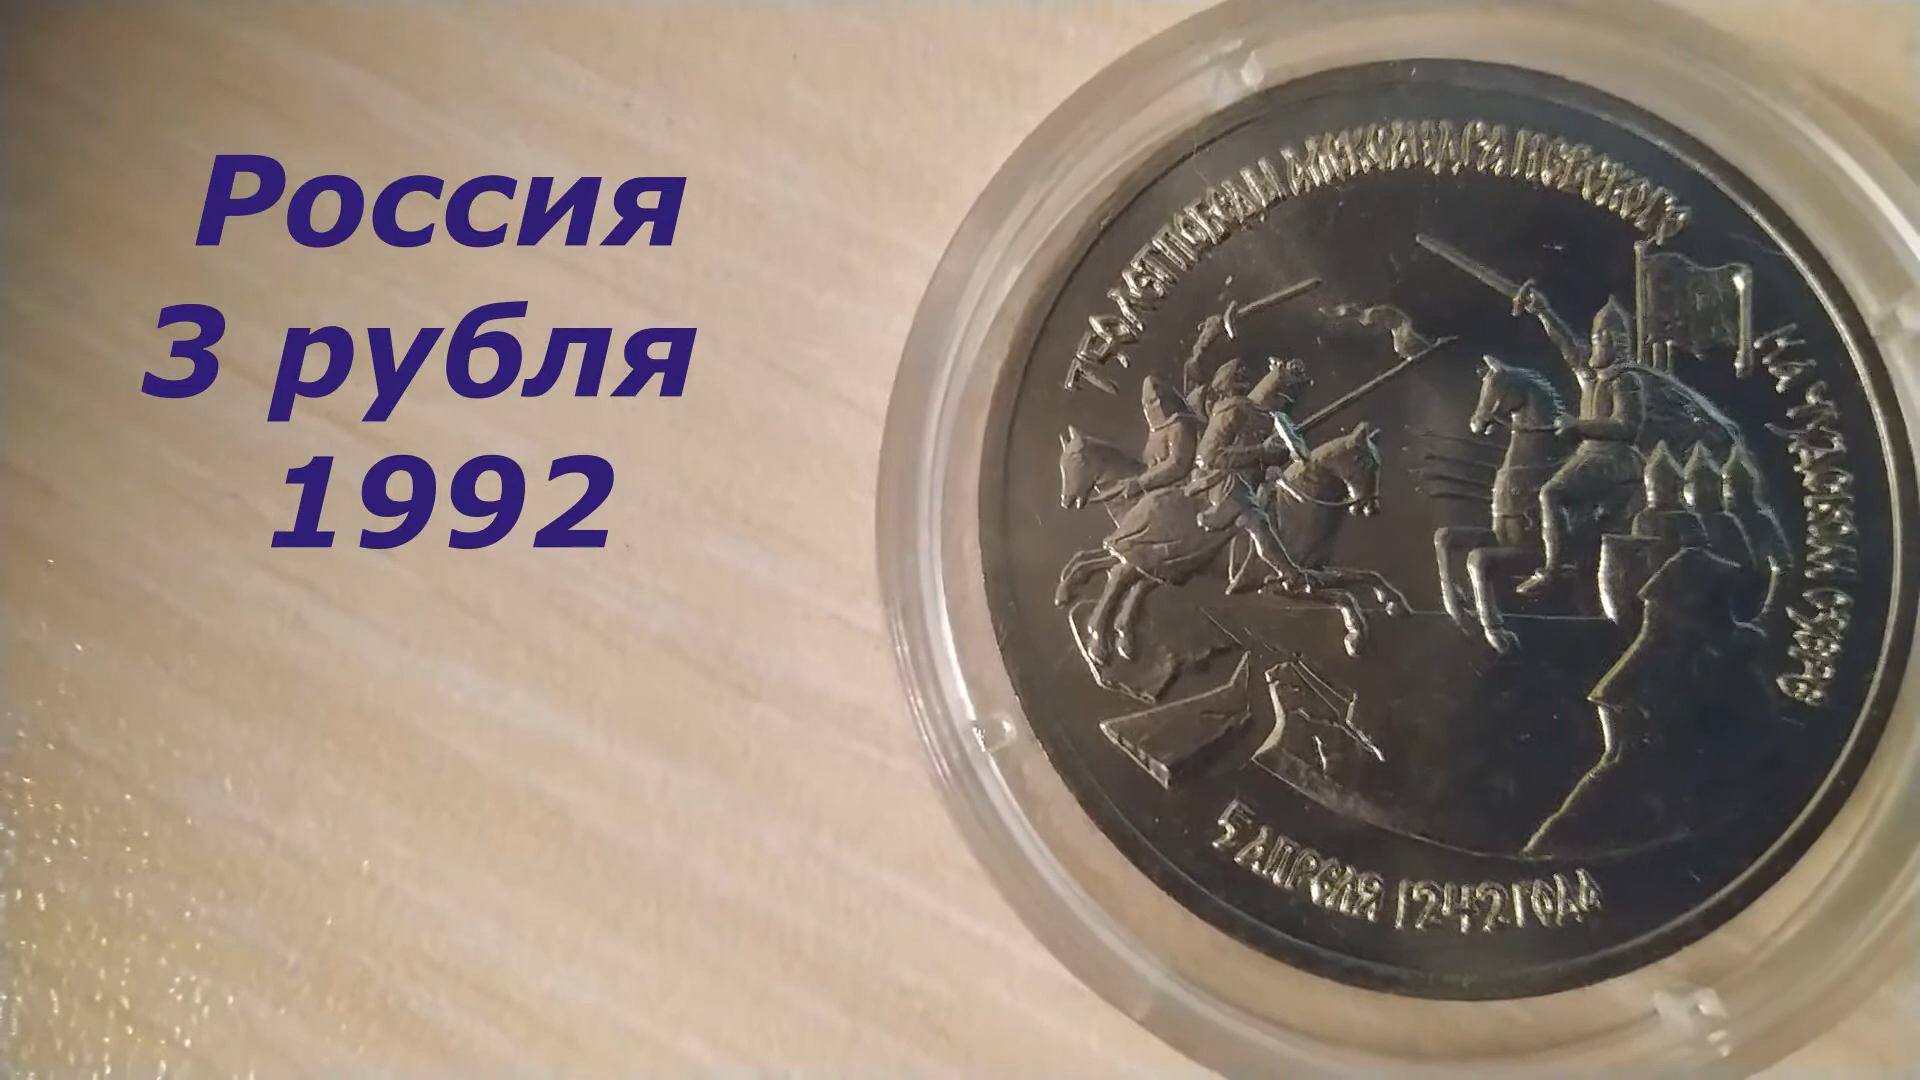 Россия
3 рубля
1992
750 ЛЕТ ПОБЕДЫ АЛЕКСАНДРА НЕВСКОГО
НА ЧУДСКОМ ОЗЕРЕ
5 АПРЕЛЯ 1242 ГОДА